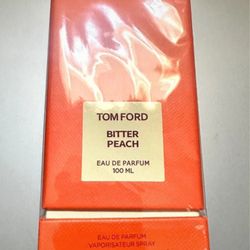 TOM FORD
BITTER
PEACH
EAU DE PARFUM
100 ML
EAU DE PARFUM
VAPORISATEUR SPRAY